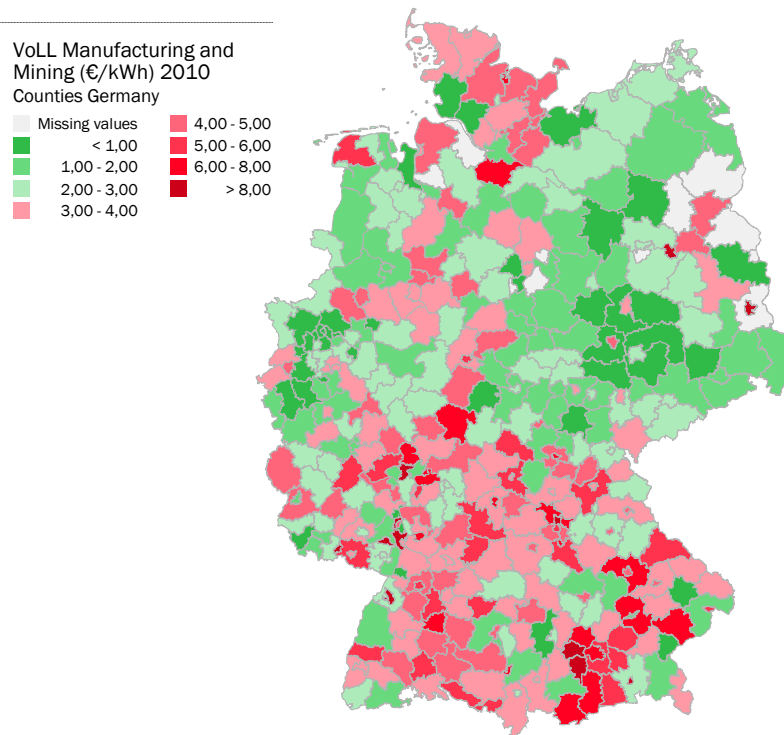 VoLL Manufacturing and
Mining (€/kWh) 2010
Counties Germany
Missing values
< 1,00
1,00 - 2,00
2,00 - 3,00
3,00 - 4,00
4,00 - 5,00
5,00 - 6,00
6,00 - 8,00
> 8,00